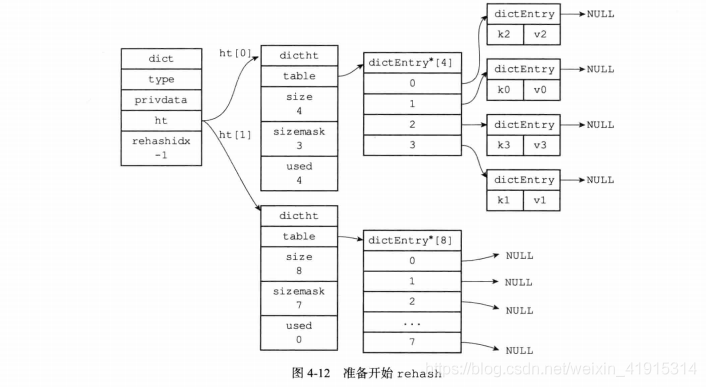 dict
type
privdata
ht
rehashidx
-1
ht[0]
ht[1]
dictht
table
size
4
sizemask
3
used
4
dictEntry*[4]
0
1
2
3
dictEntry
k2 v2
NULL
dictEntry
k0 v0
NULL
dictEntry
k3 v3
NULL
dictEntry
k1 v1
NULL
dictht
table
size
8
sizemask
7
used
0
dictEntry*[8]
0
1
2
...
7
NULL
NULL
NULL
NULL
图 4-12 准备开始 rehash
https://blog.csdn.net/weixin_41915314